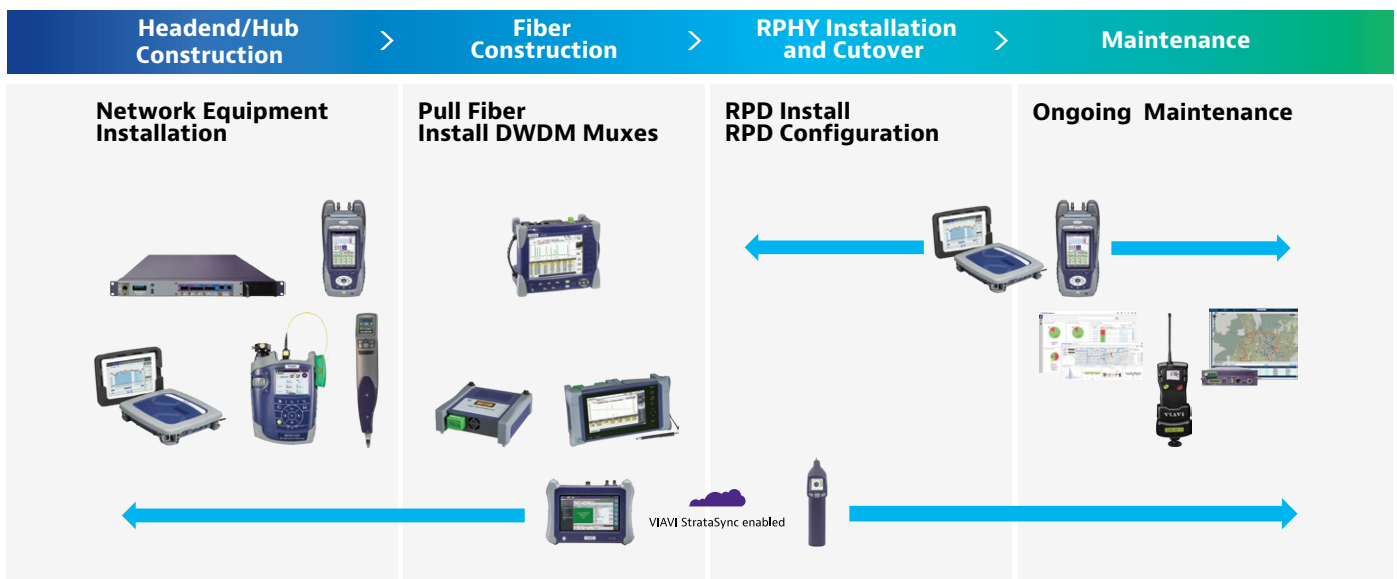 Headend/Hub
Construction
Fiber
Construction
RPHY Installation
and Cutover
Maintenance
Network Equipment
Installation
Pull Fiber
Install DWDM Muxes
RPD Install
RPD Configuration
Ongoing Maintenance
VIAVI
VIAVI StrataSync enabled